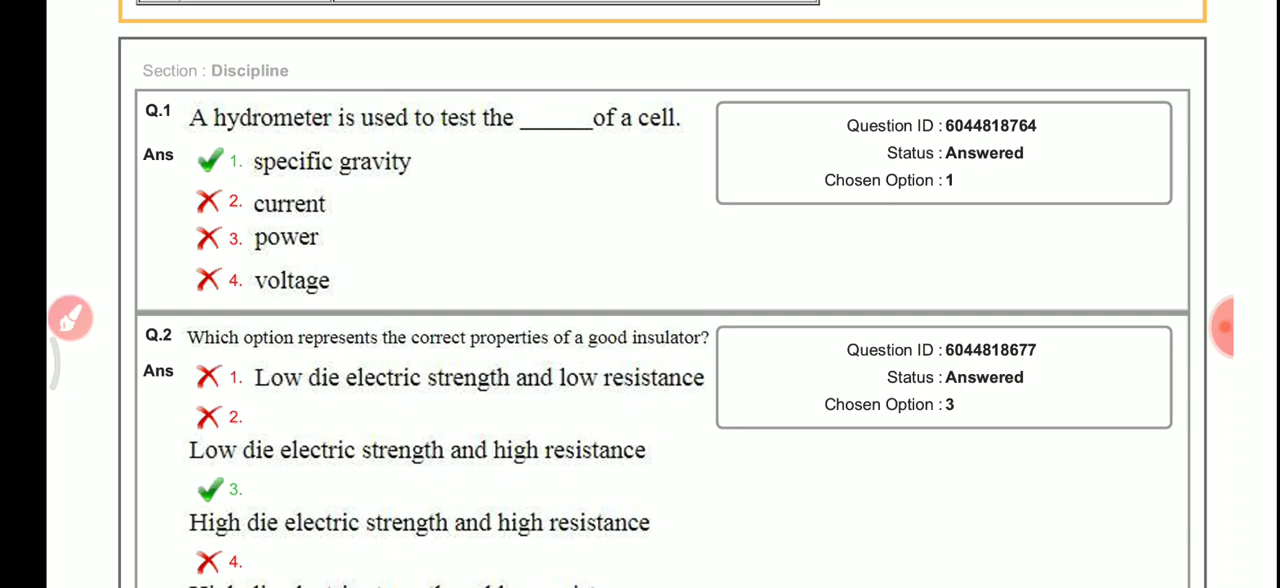 Section : Discipline
Q.1 A hydrometer is used to test the ______of a cell.
Question ID : 6044818764
Status : Answered
Chosen Option : 1
Ans 1. specific gravity
2. current
3. power
4. voltage
Q.2 Which option represents the correct properties of a good insulator?
Question ID : 6044818677
Status : Answered
Chosen Option : 3
Ans 1. Low die electric strength and low resistance
2.
Low die electric strength and high resistance
3.
High die electric strength and high resistance
4.